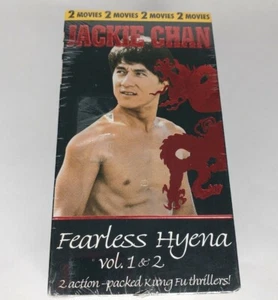 2 MOVIES 2 MOVIES 2 MOVIES 2 MOVIES
JACKIE CHAN
Fearless Hyena
vol. 1 & 2
2 action-packed Kung Fu thrillers!